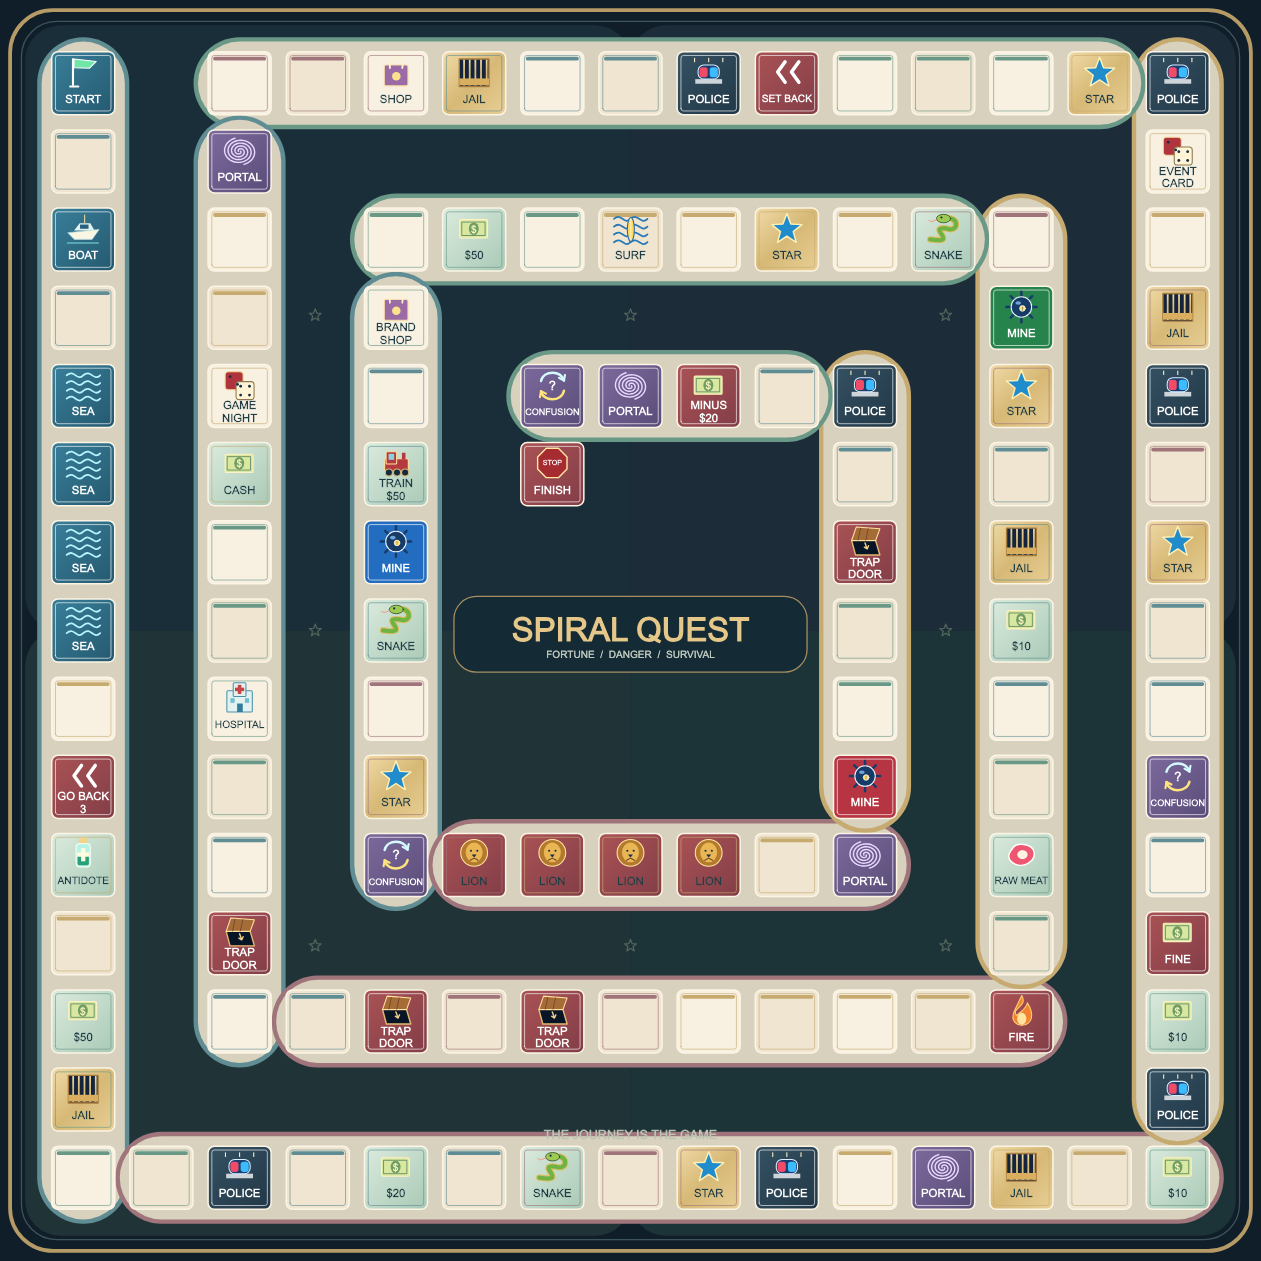 START
SHOP
JAIL
POLICE
SET BACK
STAR
POLICE
PORTAL
EVENT
CARD
BOAT
$50
SURF
STAR
SNAKE
BRAND
SHOP
MINE
JAIL
SEA
GAME
NIGHT
CONFUSION
?
PORTAL
MINUS
$20
POLICE
STAR
POLICE
SEA
CASH
TRAIN
$50
STOP
FINISH
SEA
MINE
TRAP
DOOR
JAIL
STAR
SEA
SNAKE
SPIRAL QUEST
FORTUNE / DANGER / SURVIVAL
$10
HOSPITAL
GO BACK
3
STAR
MINE
?
CONFUSION
ANTIDOTE
?
CONFUSION
LION
LION
LION
LION
PORTAL
RAW MEAT
TRAP
DOOR
FINE
$50
TRAP
DOOR
TRAP
DOOR
FIRE
$10
JAIL
POLICE
THE JOURNEY IS THE GAME
POLICE
$20
SNAKE
STAR
POLICE
PORTAL
JAIL
$10